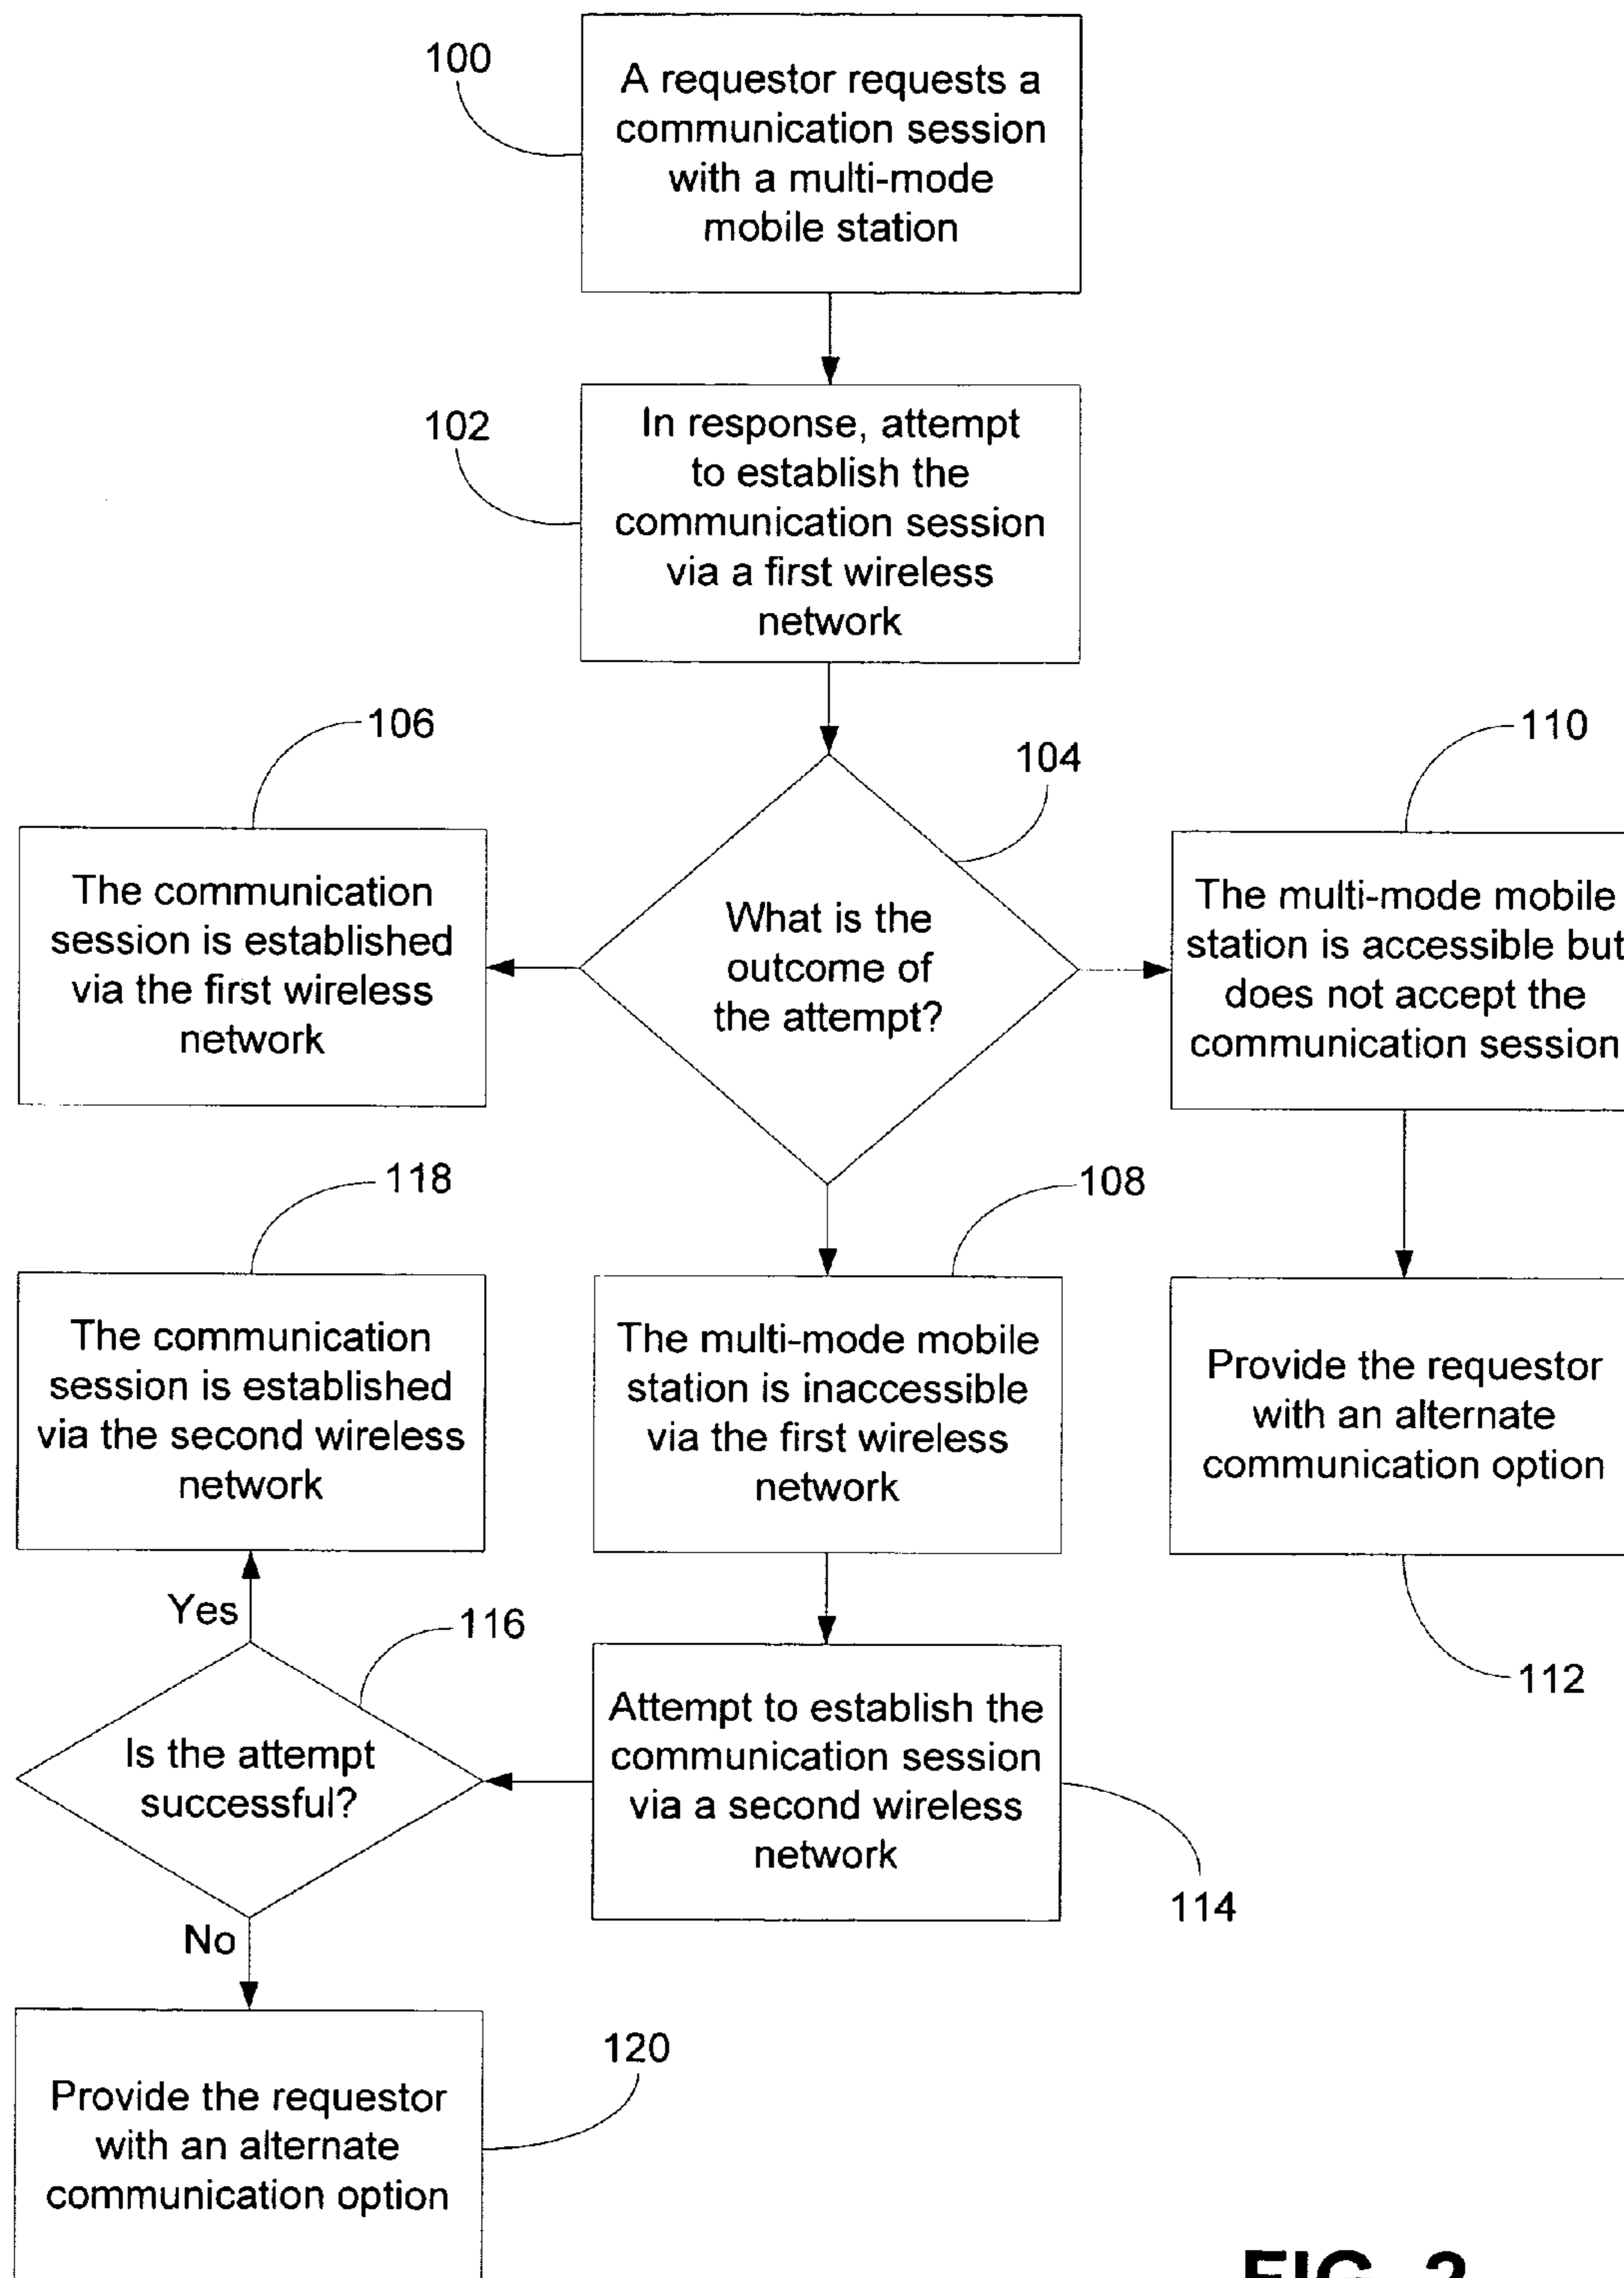 100
A requestor requests a
communication session
with a multi-mode
mobile station
102
In response, attempt
to establish the
communication session
via a first wireless
network
104
What is the
outcome of
the attempt?
106
The communication
session is established
via the first wireless
network
110
The multi-mode mobile
station is accessible but
does not accept the
communication session
108
The multi-mode mobile
station is inaccessible
via the first wireless
network
Provide the requestor
with an alternate
communication option
112
118
The communication
session is established
via the second wireless
network
Attempt to establish the
communication session
via a second wireless
network
114
Yes
116
Is the attempt
successful?
No
120
Provide the requestor
with an alternate
communication option
FIG. 2